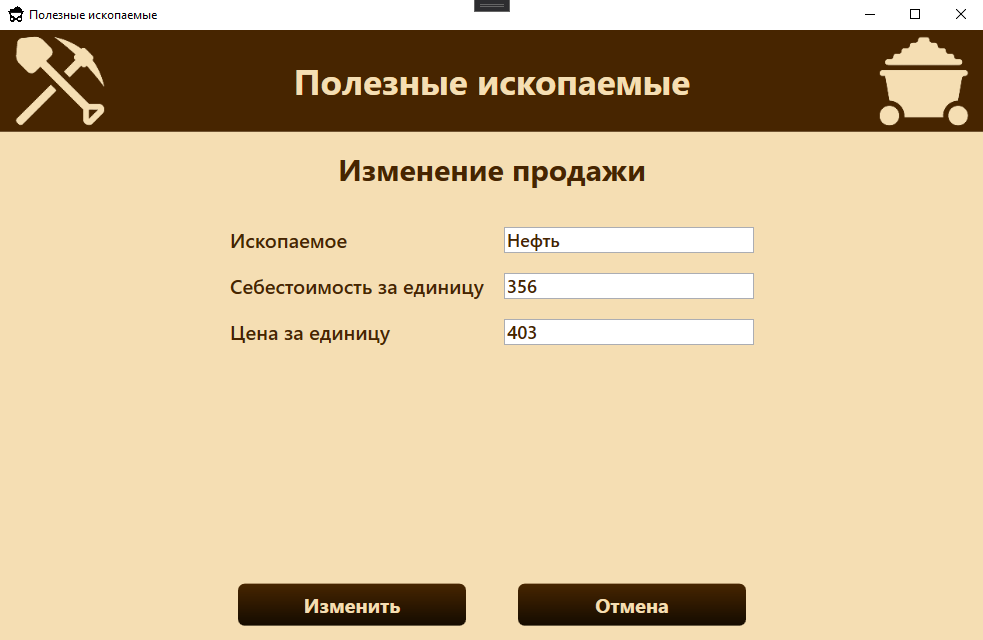 Полезные ископаемые
Полезные ископаемые
Изменение продажи
Ископаемое Нефть
Себестоимость за единицу 356
Цена за единицу 403
Изменить Отмена